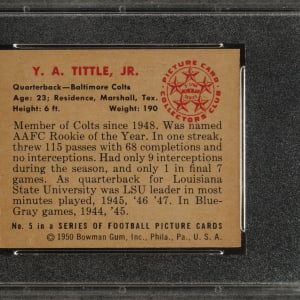 Y. A. TITTLE, JR.
Quarterback—Baltimore Colts
Age: 23; Residence, Marshall, Tex.
Height: 6 ft. Weight: 190
PICTURE CARD
COLLECTORS CLUB
Member of Colts since 1948. Was named
AAFC Rookie of the Year. In one streak,
threw 115 passes with 68 completions and
no interceptions. Had only 9 interceptions
during the season, and only 1 in final 7
games. As quarterback for Louisiana
State University was LSU leader in most
minutes played, 1945, '46 '47. In Blue-
Gray games, 1944, '45.
No. 5 in a SERIES OF FOOTBALL PICTURE CARDS
©1950 Bowman Gum, Inc., Phila., Pa., U. S. A.